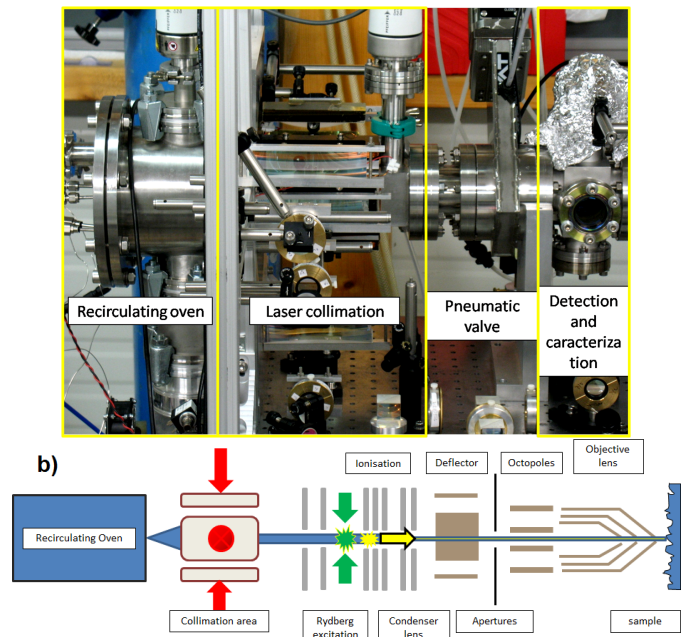 Recirculating oven
Laser collimation
Pneumatic
valve
Detection
and
caracteriza
tion
b)
Ionisation
Deflector
Octopoles
Objective
lens
Recirculating Oven
Collimation area
Rydberg
excitation
Condenser
lens
Apertures
sample